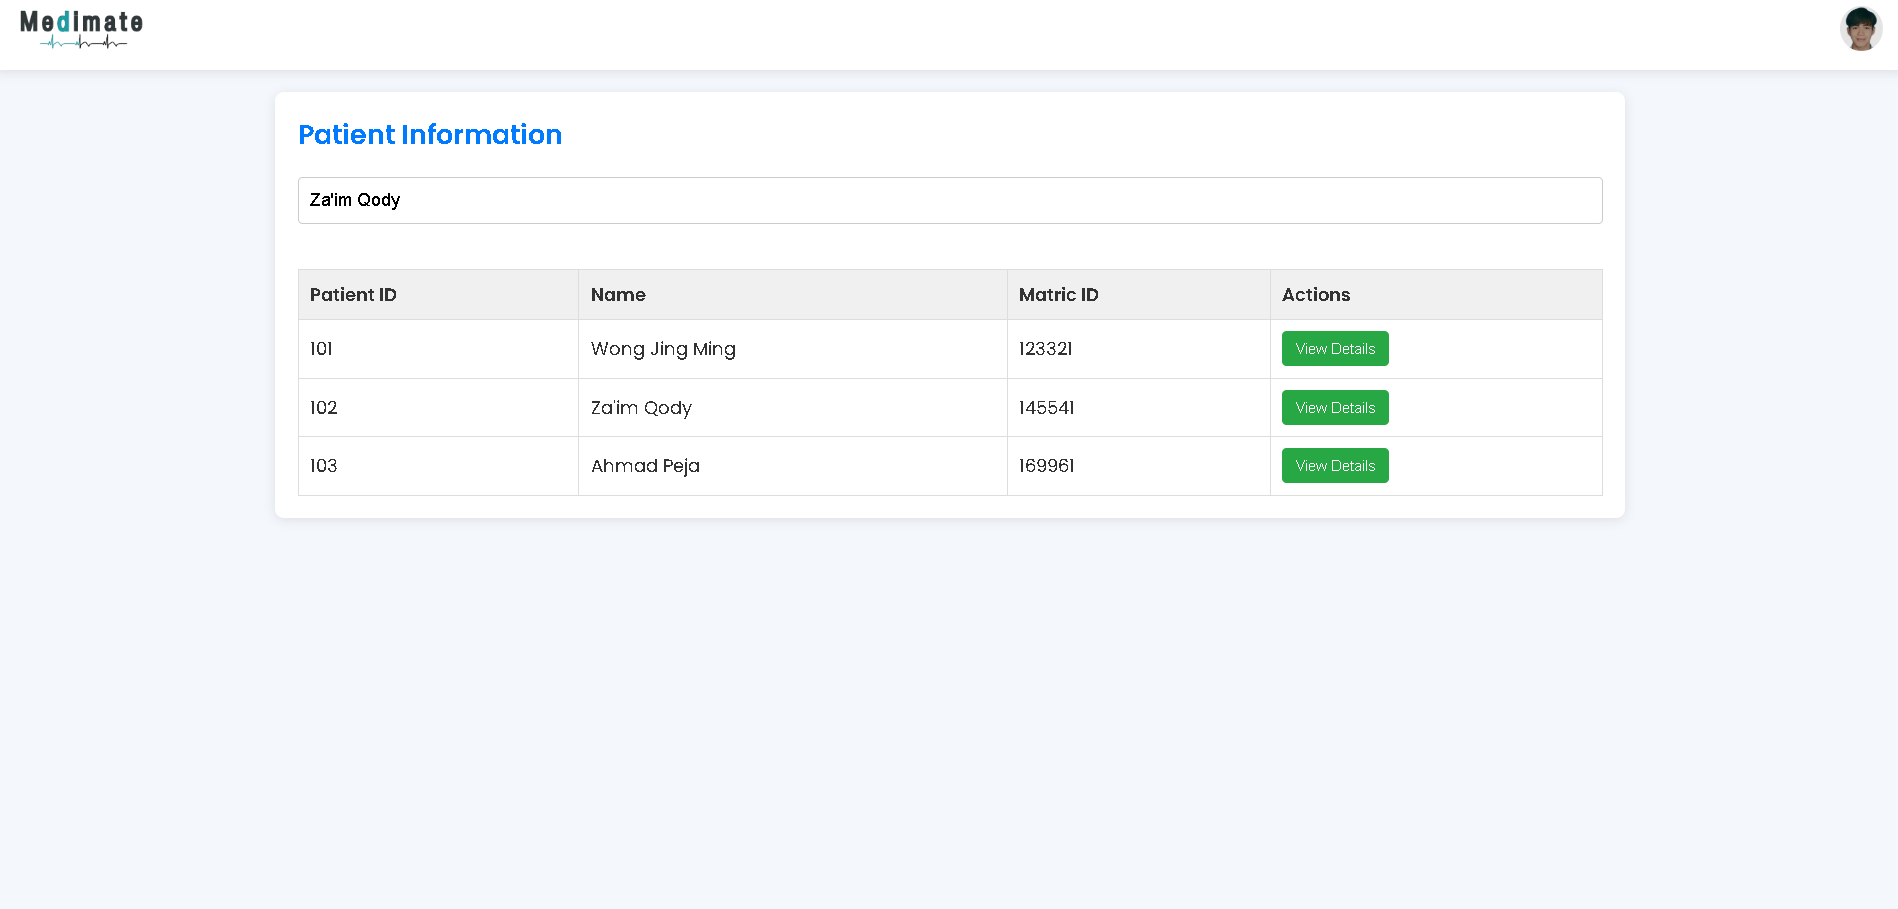 Medimate
Patient Information
Za'im Qody
Patient ID Name Matric ID Actions
101 Wong Jing Ming 123321 View Details
102 Za'im Qody 145541 View Details
103 Ahmad Peja 169961 View Details